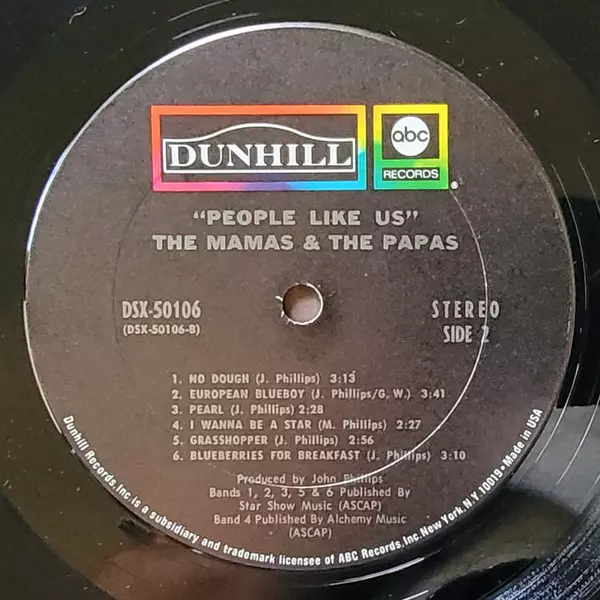 DUNHILL
abc
RECORDS
®
"PEOPLE LIKE US"
THE MAMAS & THE PAPAS
DSX-50106
(DSX-50106-B)
STEREO
SIDE 2
1. NO DOUGH (J. Phillips) 3:13
2. EUROPEAN BLUEBOY (J. Phillips/G. W.) 3:41
3. PEARL (J. Phillips) 2:28
4. I WANNA BE A STAR (M. Phillips) 2:27
5. GRASSHOPPER (J. Phillips) 2:56
6. BLUEBERRIES FOR BREAKFAST (J. Phillips) 3:10
Produced by John Phillips
Bands 1, 2, 3, 5 & 6 Published By
Star Show Music (ASCAP)
Band 4 Published By Alchemy Music
(ASCAP)
Dunhill Records, Inc. is a subsidiary and trademark licensee of ABC Records, Inc. New York, N.Y. 10019 • Made in USA